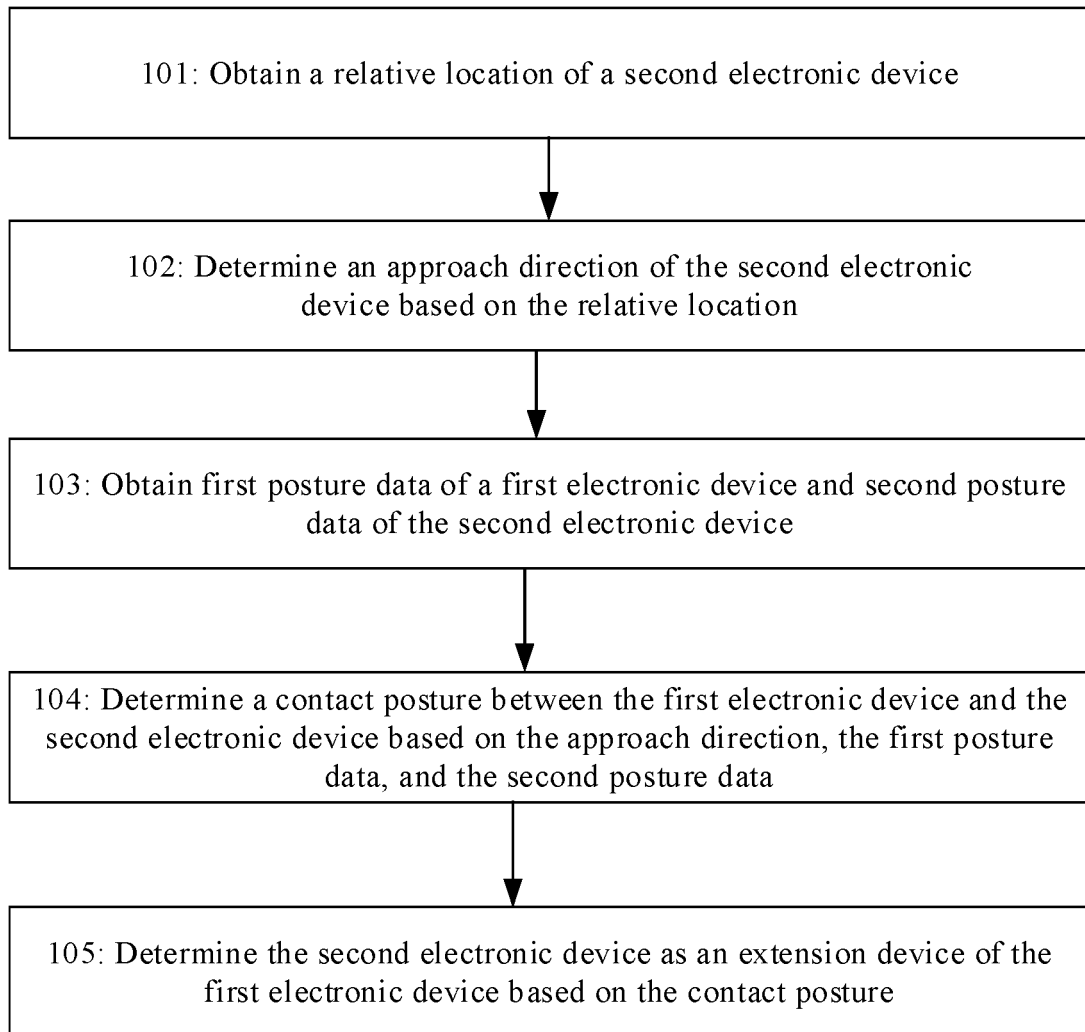 101: Obtain a relative location of a second electronic device
102: Determine an approach direction of the second electronic
device based on the relative location
103: Obtain first posture data of a first electronic device and second posture
data of the second electronic device
104: Determine a contact posture between the first electronic device and the
second electronic device based on the approach direction, the first posture
data, and the second posture data
105: Determine the second electronic device as an extension device of the
first electronic device based on the contact posture